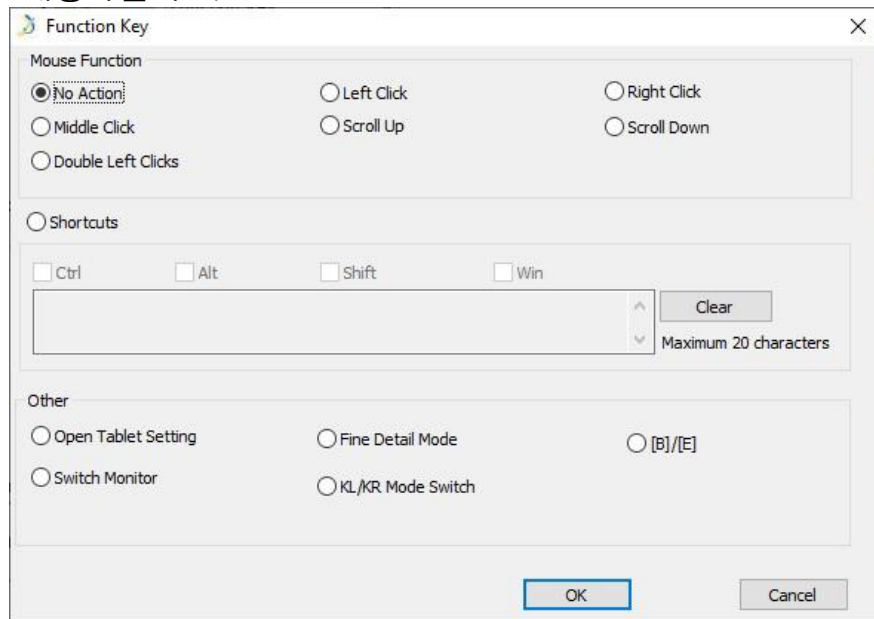 Function Key
Mouse Function
No Action Left Click Right Click
Middle Click Scroll Up Scroll Down
Double Left Clicks
Shortcuts
Ctrl Alt Shift Win
Clear
Maximum 20 characters
Other
Open Tablet Setting Fine Detail Mode [B]/[E]
Switch Monitor KL/KR Mode Switch
OK Cancel